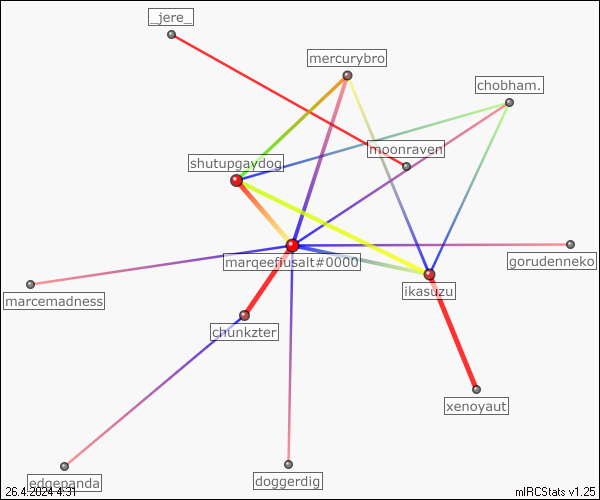 _jere_
mercurybro
chobham.
moonraven
shutupgaydog
marqeefiusalt#0000
gorudenneko
ikasuzu
marcemadness
chunkzter
xenoyaut
edgepanda
doggerdig
26.4.2024 4:31
mIRCStats v1.25